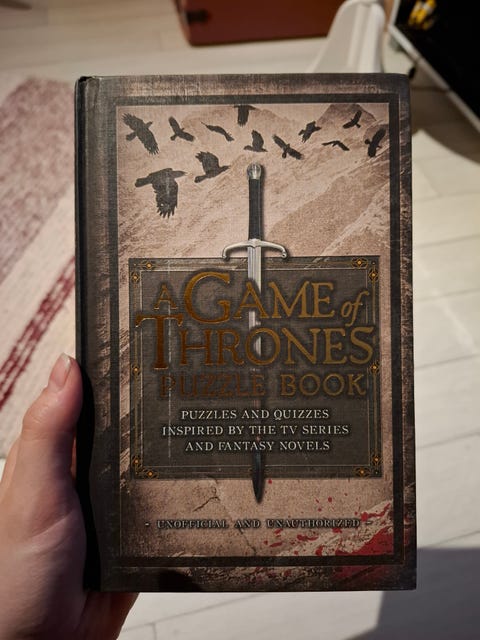 A GAME of
THRONES
PUZZLE BOOK
PUZZLES AND QUIZZES
INSPIRED BY THE TV SERIES
AND FANTASY NOVELS
- UNOFFICIAL AND UNAUTHORIZED -